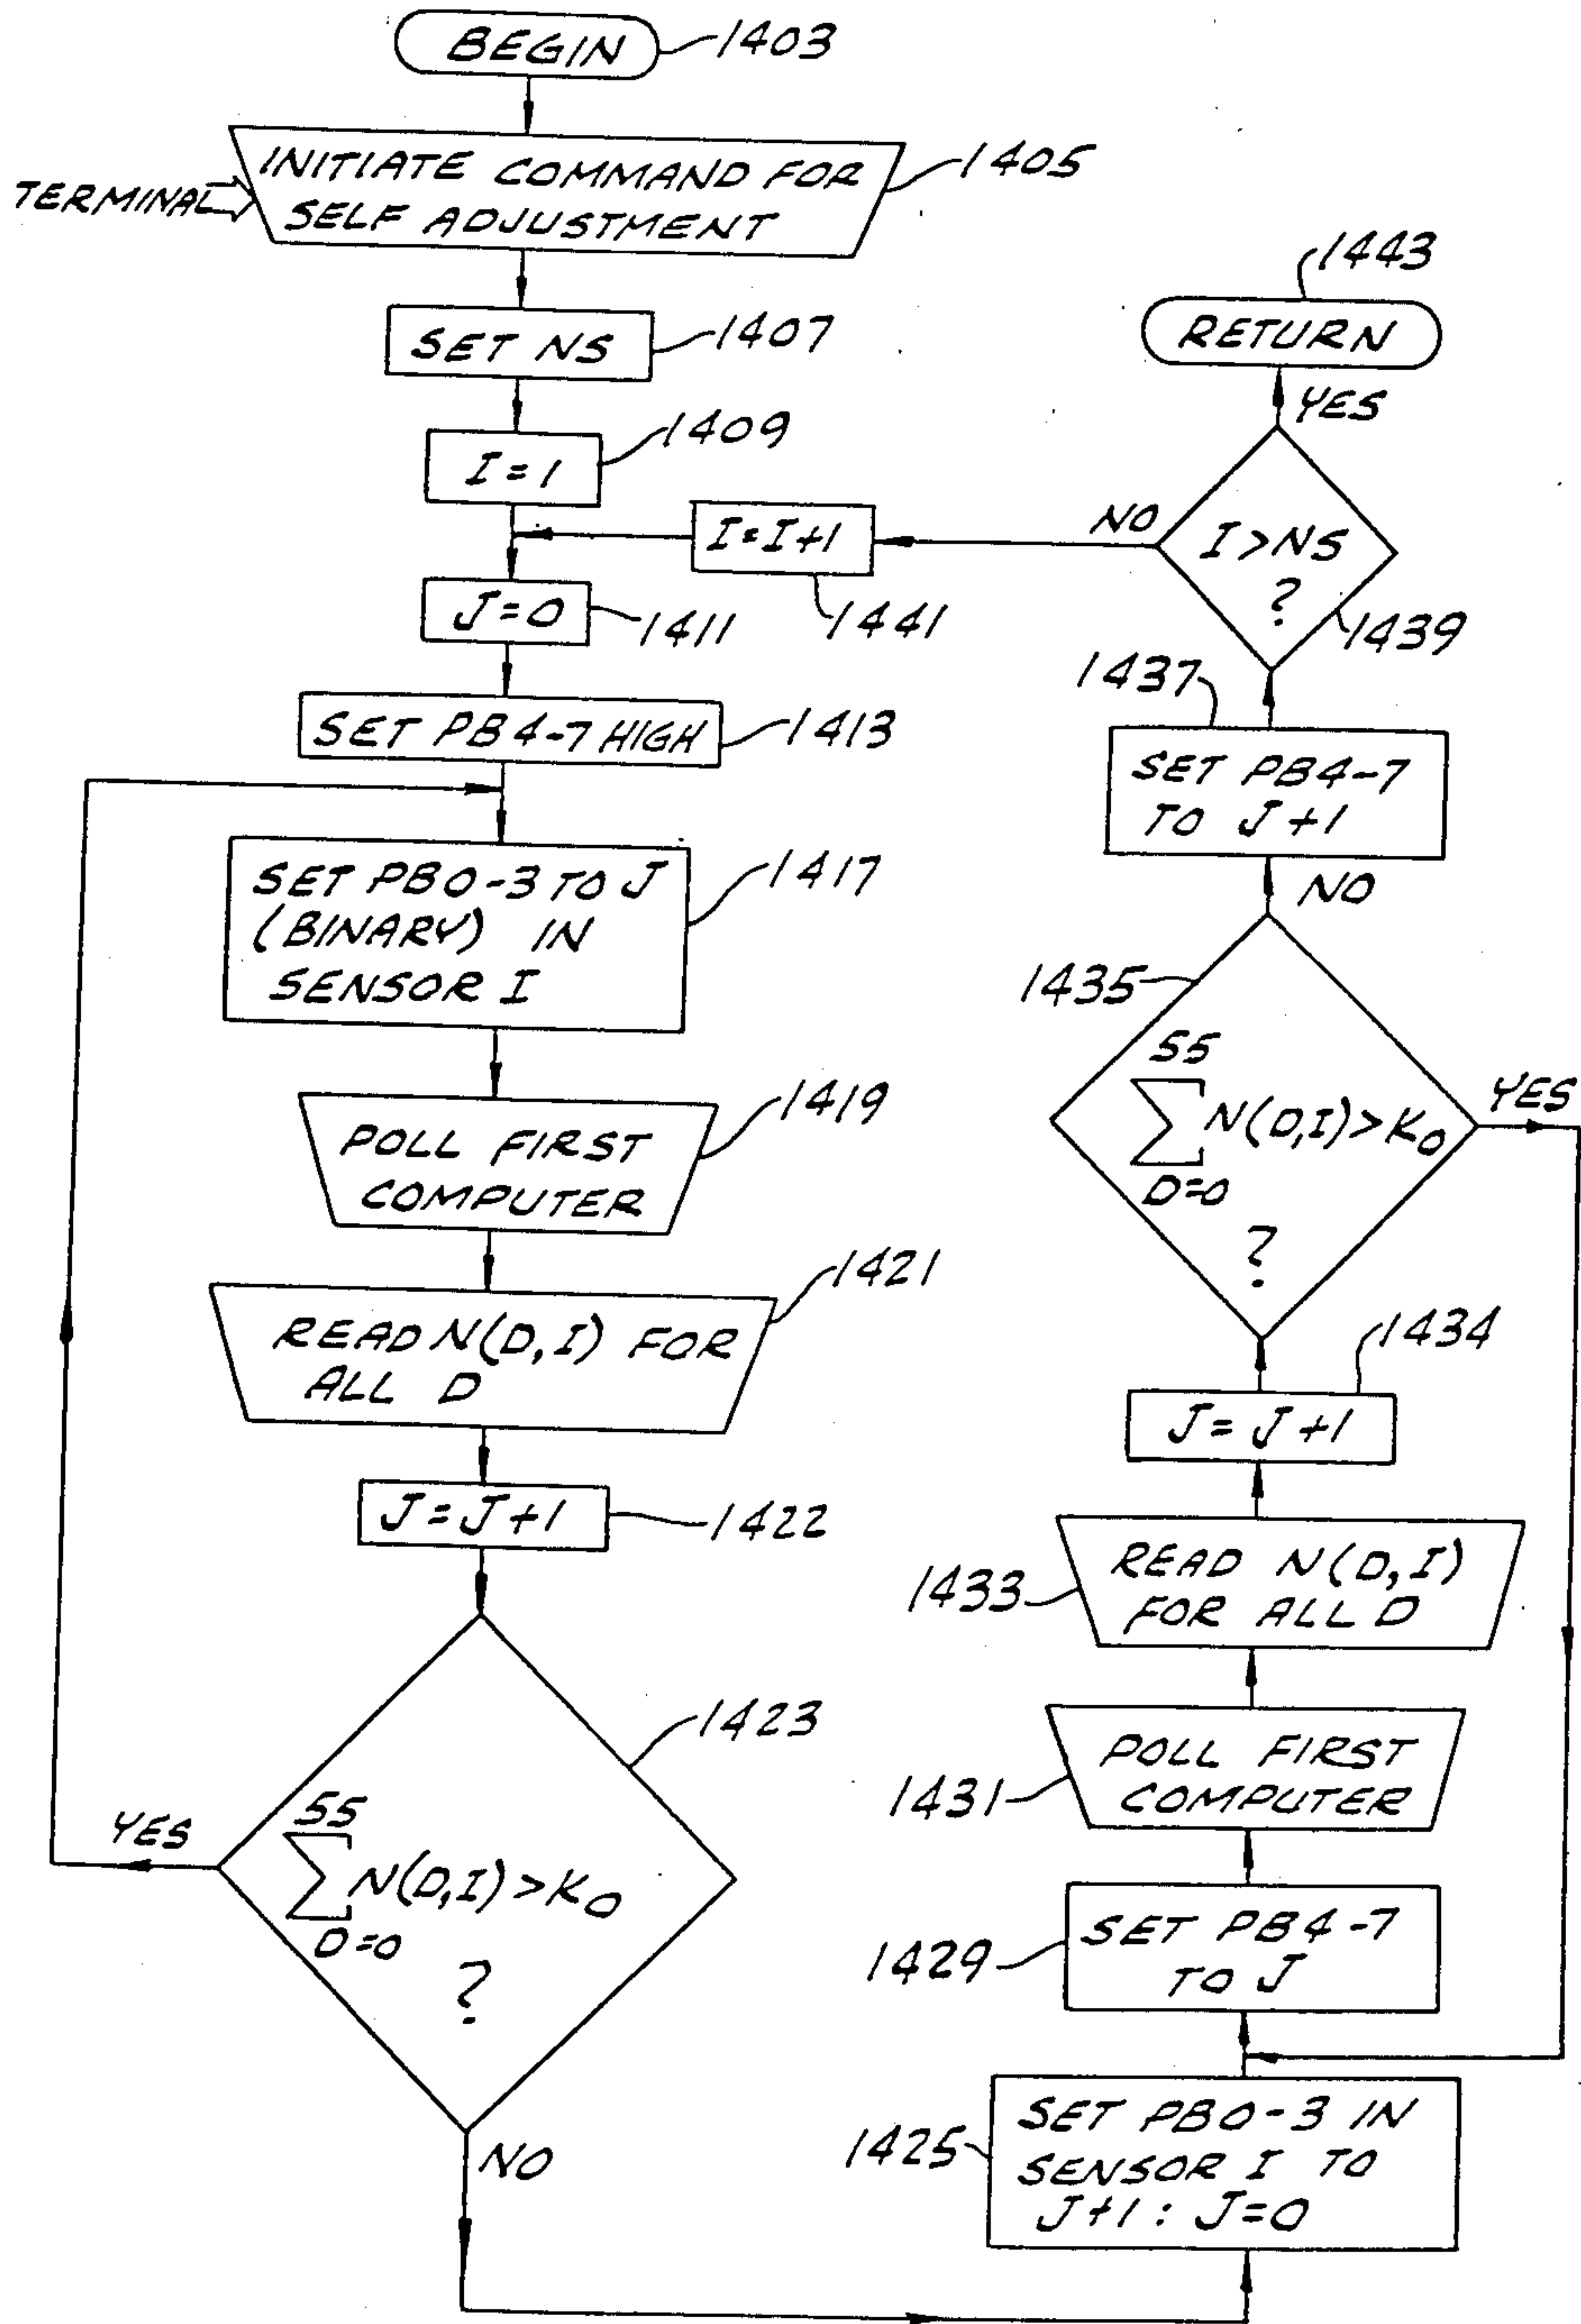 BEGIN
1403
INITIATE COMMAND FOR
SELF ADJUSTMENT
1405
TERMINAL
SET NS
1407
I=1
1409
J=0
1411
SET PB4-7 HIGH
1413
SET PB0-3 TO J
(BINARY) IN
SENSOR I
1417
POLL FIRST
COMPUTER
1419
READ N(D,I) FOR
ALL D
1421
J=J+1
1422
1423
55
∑ N(D,I)>K0
D=0
?
YES
NO
SET PB0-3 IN
SENSOR I TO
J+1: J=0
1425
SET PB4-7
TO J
1429
POLL FIRST
COMPUTER
1431
READ N(D,I)
FOR ALL D
1433
J=J+1
1434
1435
55
∑ N(D,I)>K0
D=0
?
YES
NO
SET PB4-7
TO J+1
1437
I>NS
?
1439
NO
I=I+1
1441
YES
RETURN
1443